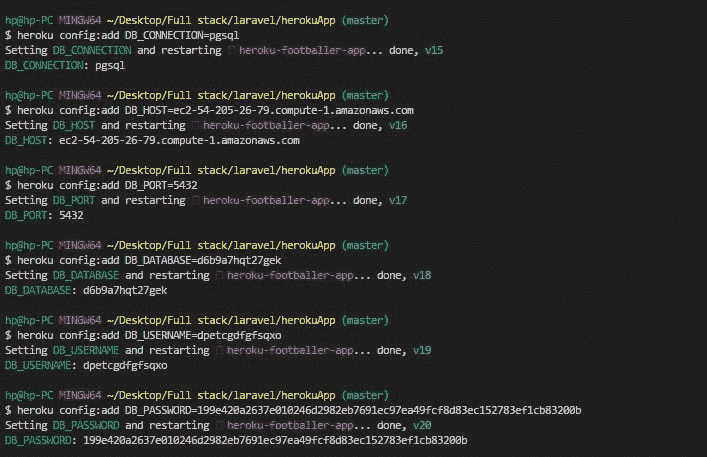 hp@hp-PC MINGW64 ~/Desktop/Full stack/laravel/herokuApp (master)
$ heroku config:add DB_CONNECTION=pgsql
Setting DB_CONNECTION and restarting heroku-footballer-app... done, v15
DB_CONNECTION: pgsql
hp@hp-PC MINGW64 ~/Desktop/Full stack/laravel/herokuApp (master)
$ heroku config:add DB_HOST=ec2-54-205-26-79.compute-1.amazonaws.com
Setting DB_HOST and restarting heroku-footballer-app... done, v16
DB_HOST: ec2-54-205-26-79.compute-1.amazonaws.com
hp@hp-PC MINGW64 ~/Desktop/Full stack/laravel/herokuApp (master)
$ heroku config:add DB_PORT=5432
Setting DB_PORT and restarting heroku-footballer-app... done, v17
DB_PORT: 5432
hp@hp-PC MINGW64 ~/Desktop/Full stack/laravel/herokuApp (master)
$ heroku config:add DB_DATABASE=d6b9a7hqt27gek
Setting DB_DATABASE and restarting heroku-footballer-app... done, v18
DB_DATABASE: d6b9a7hqt27gek
hp@hp-PC MINGW64 ~/Desktop/Full stack/laravel/herokuApp (master)
$ heroku config:add DB_USERNAME=dpetcgdfgfsqxo
Setting DB_USERNAME and restarting heroku-footballer-app... done, v19
DB_USERNAME: dpetcgdfgfsqxo
hp@hp-PC MINGW64 ~/Desktop/Full stack/laravel/herokuApp (master)
$ heroku config:add DB_PASSWORD=199e420a2637e010246d2982eb7691ec97ea49fcf8d83ec152783ef1cb83200b
Setting DB_PASSWORD and restarting heroku-footballer-app... done, v20
DB_PASSWORD: 199e420a2637e010246d2982eb7691ec97ea49fcf8d83ec152783ef1cb83200b